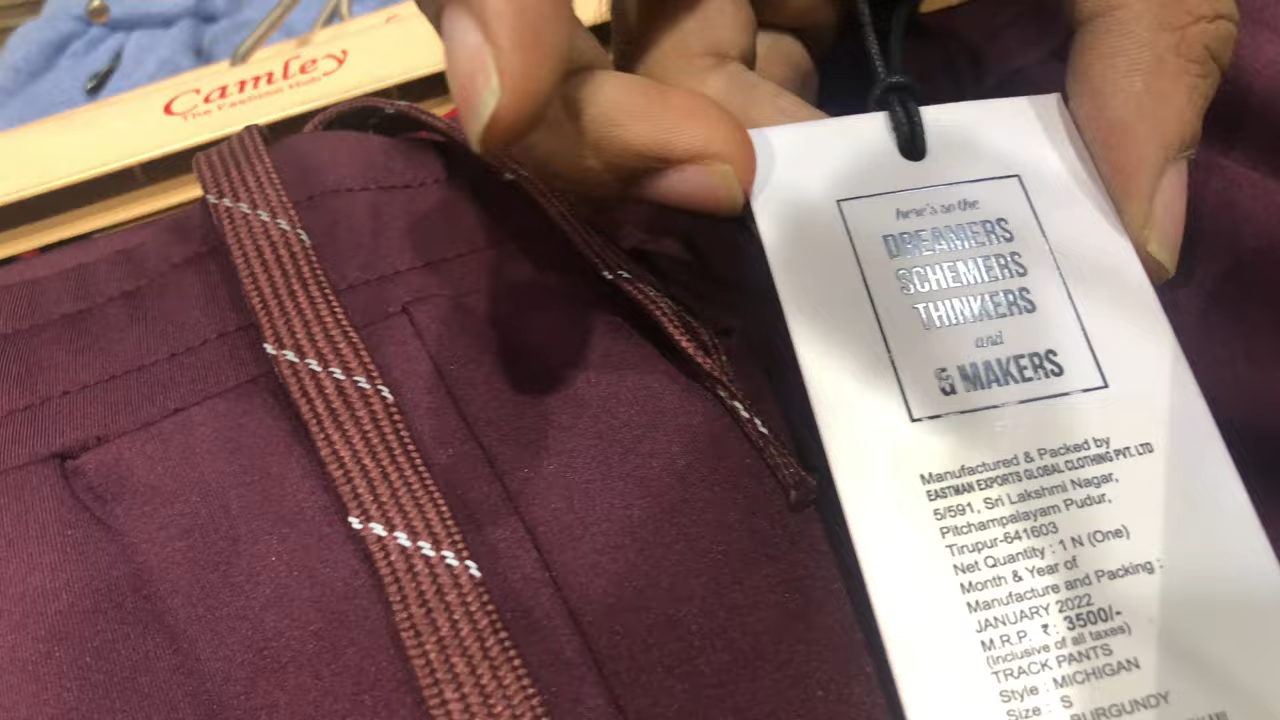 Camley
The Fashion Hub
here's to the
DREAMERS
SCHEMERS
THINKERS
and
& MAKERS
Manufactured & Packed by
EASTMAN EXPORTS GLOBAL CLOTHING PVT. LTD
5/591, Sri Lakshmi Nagar,
Pitchampalayam Pudur,
Tirupur-641603
Net Quantity : 1 N (One)
Month & Year of
Manufacture and Packing :
JANUARY 2022
M.R.P. ₹: 3500/-
(Inclusive of all taxes)
TRACK PANTS
Style : MICHIGAN
Size : S
BURGUNDY